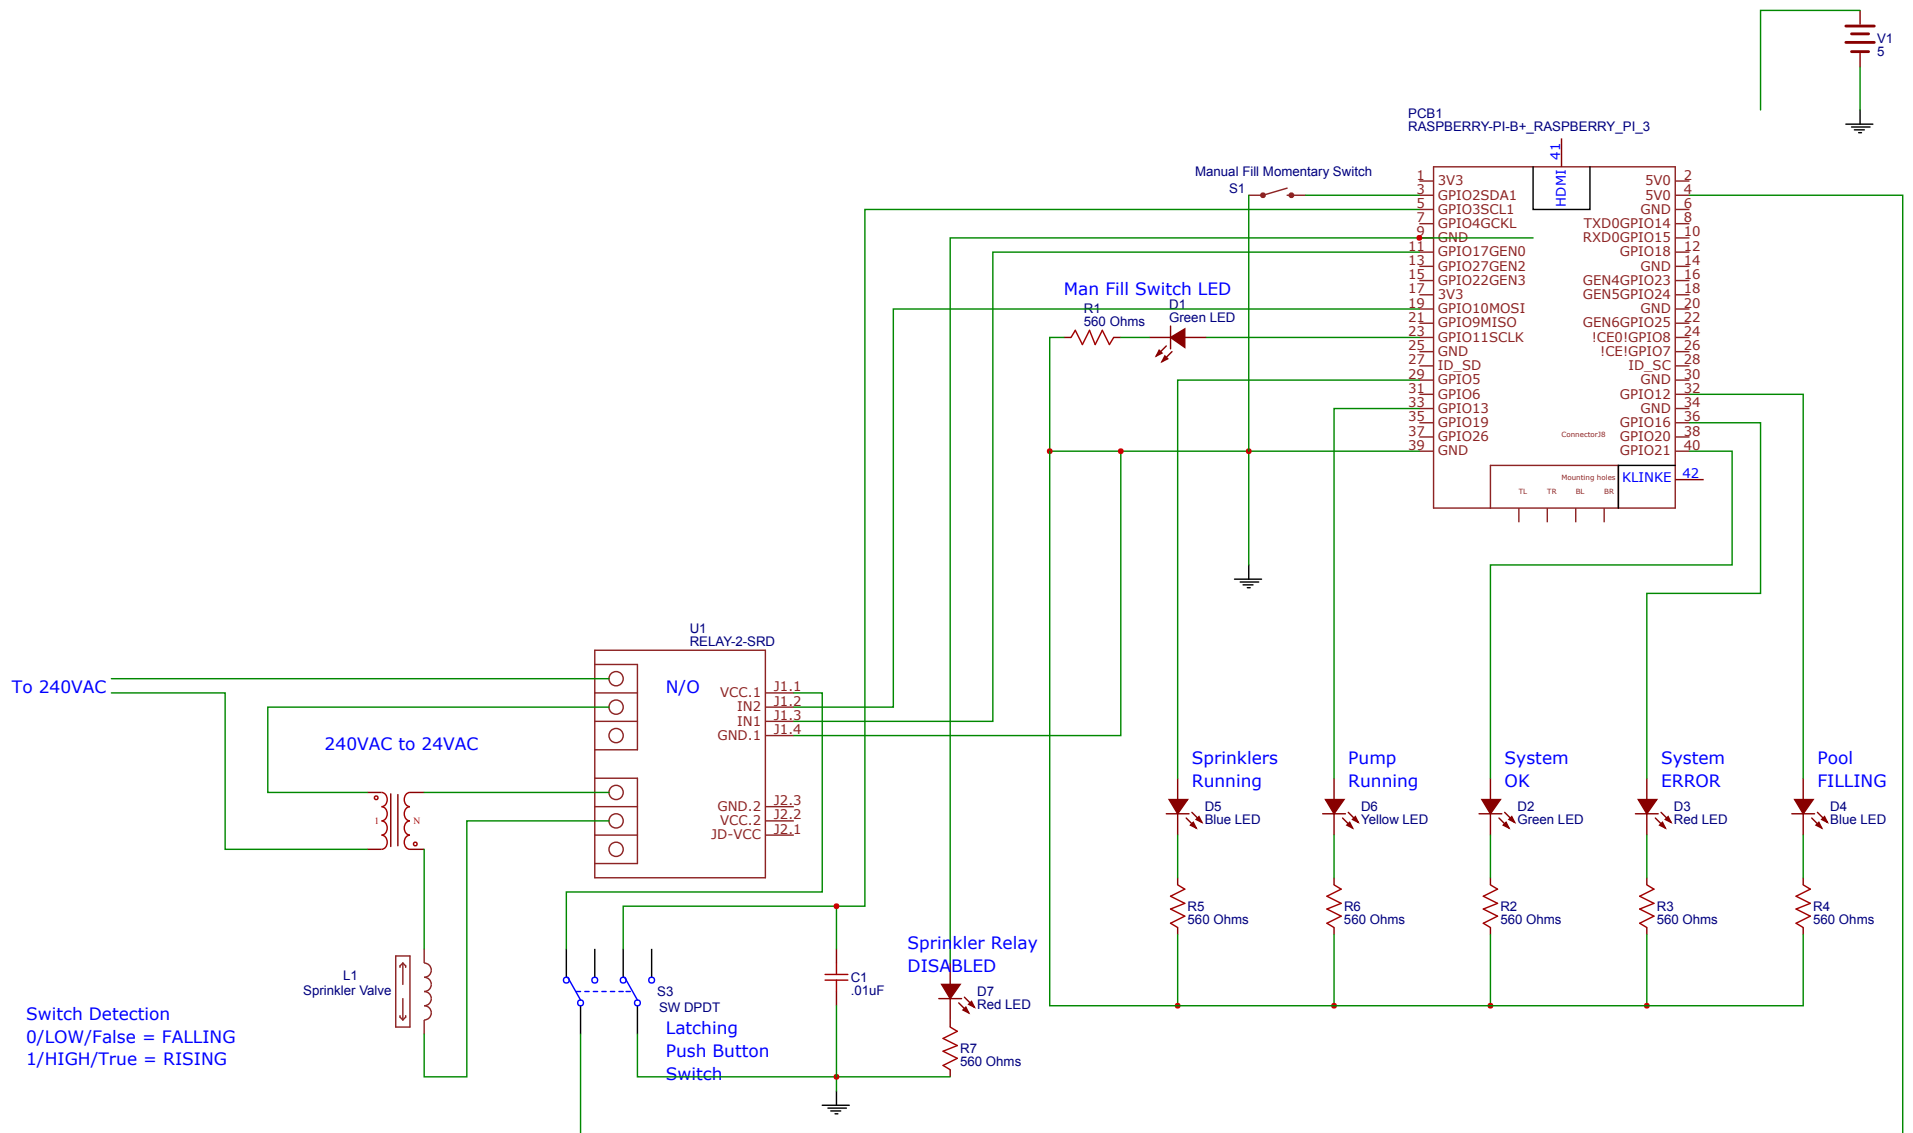 V1
5
PCB1
RASPBERRY-PI-B+_RASPBERRY_PI_3
41
HDMI
Manual Fill Momentary Switch
S1
1 3V3
3 GPIO2SDA1
5 GPIO3SCL1
7 GPIO4GCKL
9 GND
11 GPIO17GEN0
13 GPIO27GEN2
15 GPIO22GEN3
17 3V3
19 GPIO10MOSI
21 GPIO9MISO
23 GPIO11SCLK
25 GND
27 ID_SD
29 GPIO5
31 GPIO6
33 GPIO13
35 GPIO19
37 GPIO26
39 GND
5V0 2
5V0 4
GND 6
TXD0GPIO14 8
RXD0GPIO15 10
GPIO18 12
GND 14
GEN4GPIO23 16
GEN5GPIO24 18
GND 20
GEN6GPIO25 22
!CE0!GPIO8 24
!CE!GPIO7 26
ID_SC 28
GND 30
GPIO12 32
GND 34
GPIO16 36
GPIO20 38
GPIO21 40
ConnectorJ8
Mounting holes
TL TR BL BR
KLINKE 42
Man Fill Switch LED
R1
560 Ohms
D1
Green LED
U1
RELAY-2-SRD
To 240VAC
N/O
VCC.1 J1.1
IN2 J1.2
IN1 J1.3
GND.1 J1.4
GND.2 J2.3
VCC.2 J2.2
JD-VCC J2.1
240VAC to 24VAC
1 N
Sprinklers
Running
D5
Blue LED
R5
560 Ohms
Pump
Running
D6
Yellow LED
R6
560 Ohms
System
OK
D2
Green LED
R2
560 Ohms
System
ERROR
D3
Red LED
R3
560 Ohms
Pool
FILLING
D4
Blue LED
R4
560 Ohms
L1
Sprinkler Valve
S3
SW DPDT
Latching
Push Button
Switch
C1
.01uF
Sprinkler Relay
DISABLED
D7
Red LED
R7
560 Ohms
Switch Detection
0/LOW/False = FALLING
1/HIGH/True = RISING